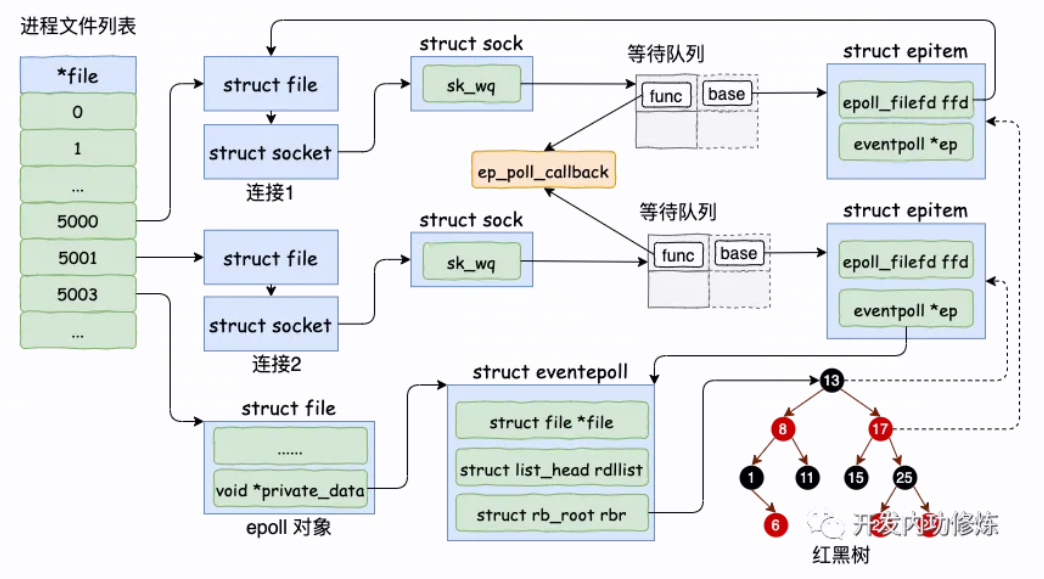 进程文件列表
*file
0
1
...
5000
5001
5003
...
struct file
struct socket
连接1
struct sock
sk_wq
等待队列
func
base
struct epitem
epoll_filefd ffd
eventpoll *ep
ep_poll_callback
struct file
struct socket
连接2
struct sock
sk_wq
等待队列
func
base
struct epitem
epoll_filefd ffd
eventpoll *ep
struct file
......
void *private_data
epoll 对象
struct eventepoll
struct file *file
struct list_head rdllist
struct rb_root rbr
13
8
17
1
11
15
25
6
开发内功修炼
红黑树